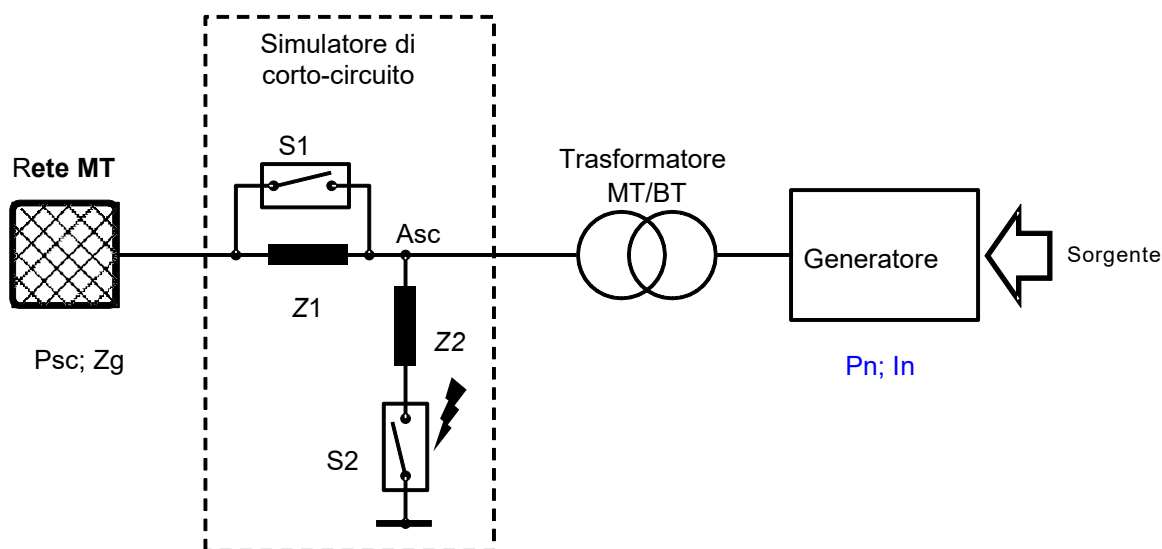 Simulatore di
corto-circuito
S1
Rete MT
Trasformatore
MT/BT
Asc
Generatore
Sorgente
Z1
Z2
Psc; Zg
Pn; In
S2